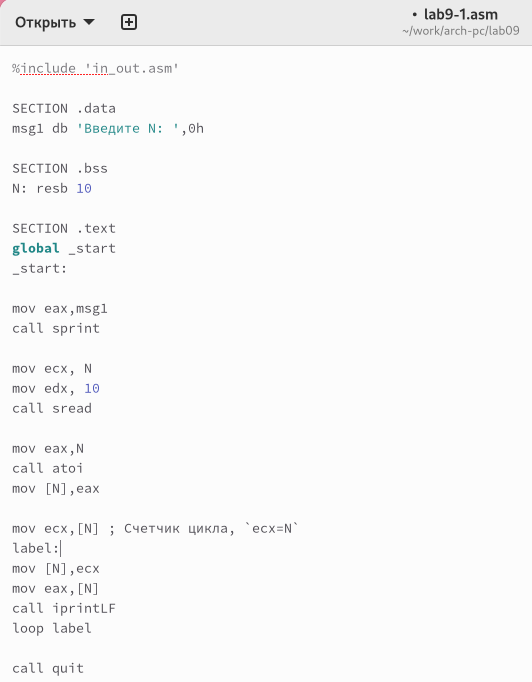 Открыть
• lab9-1.asm
~/work/arch-pc/lab09
%include 'in_out.asm'
SECTION .data
msg1 db 'Введите N: ',0h
SECTION .bss
N: resb 10
SECTION .text
global _start
_start:
mov eax,msg1
call sprint
mov ecx, N
mov edx, 10
call sread
mov eax,N
call atoi
mov [N],eax
mov ecx,[N] ; Счетчик цикла, `ecx=N`
label:
mov [N],ecx
mov eax,[N]
call iprintLF
loop label
call quit